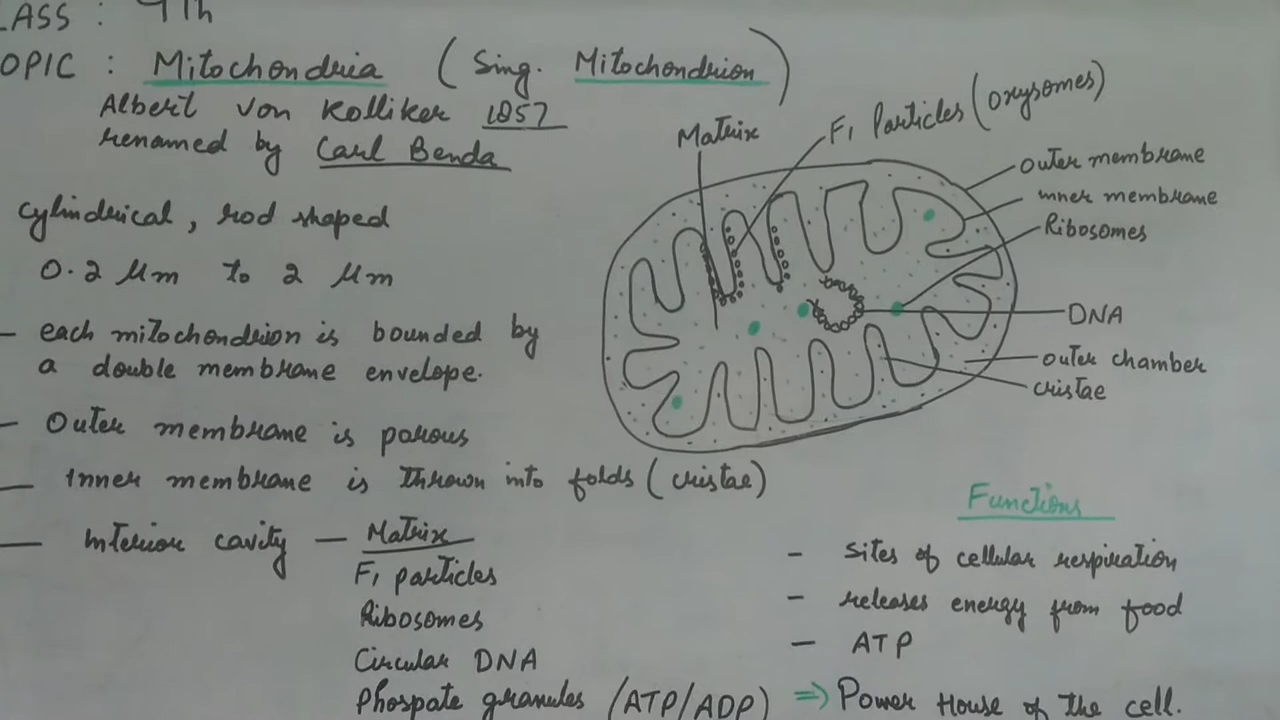 LASS : 9Th
OPIC : Mitochondria (Sing. Mitochondrion)
Albert von Kolliker 1857
renamed by Carl Benda
cylindrical, rod shaped
0.2 Mm to 2 Mm
- each mitochondrion is bounded by
a double membrane envelope.
- Outer membrane is porous
- inner membrane is thrown into folds (cristae)
- Interior cavity - Matrix
F1 particles
Ribosomes
Circular DNA
Phospate granules (ATP/ADP)
Matrix
F1 Particles (oxysomes)
outer membrane
inner membrane
Ribosomes
DNA
outer chamber
cristae
Functions
- sites of cellular respiration
- releases energy from food
- ATP
⇒ Power House of the cell.